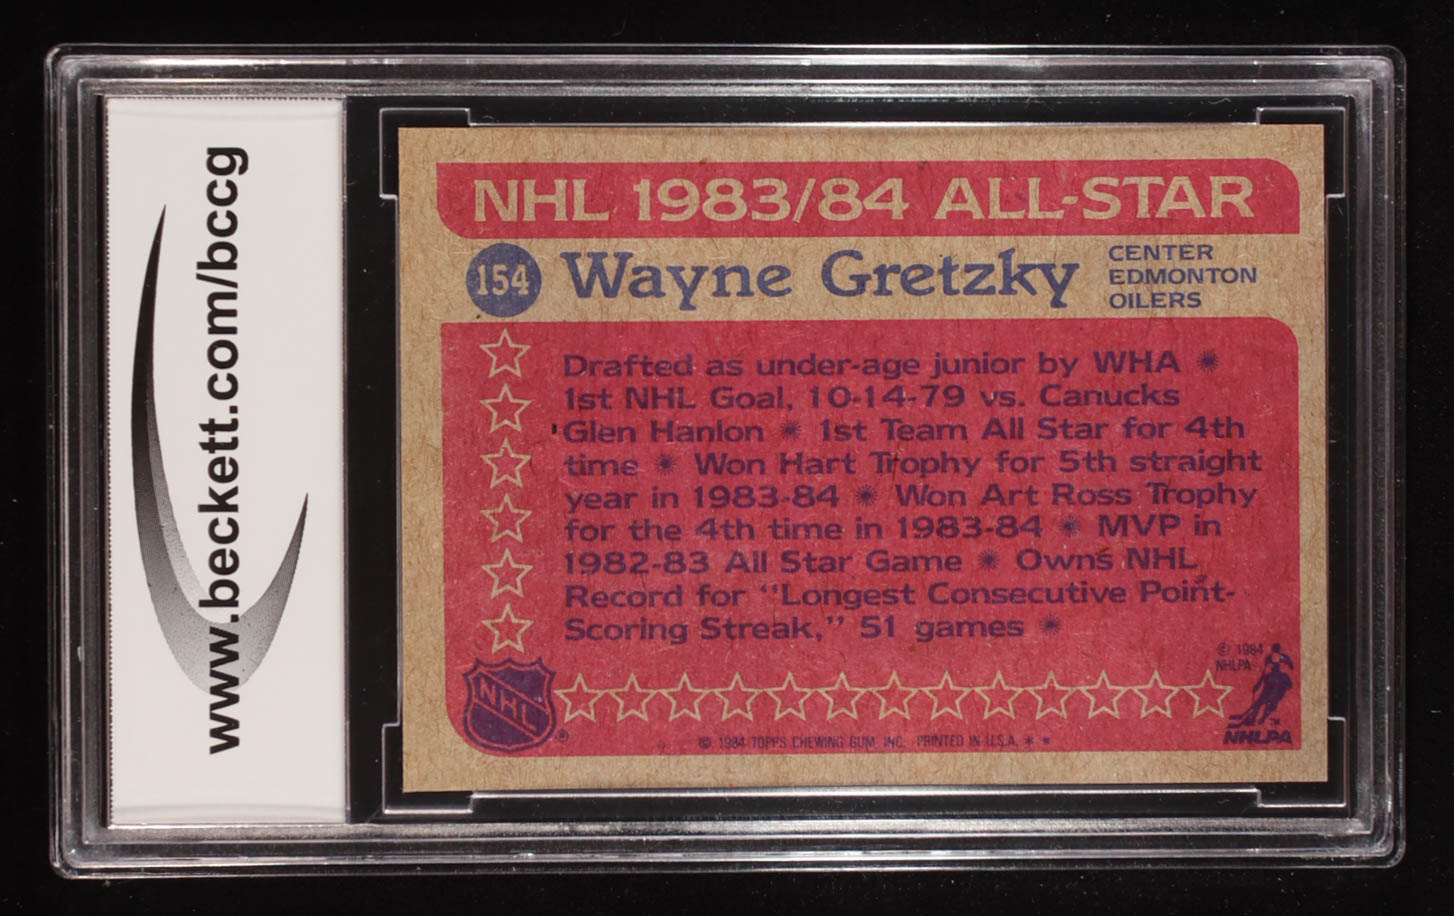 www.beckett.com/bccg
NHL 1983/84 ALL-STAR
154 Wayne Gretzky
CENTER
EDMONTON
OILERS
Drafted as under-age junior by WHA ✺
1st NHL Goal, 10-14-79 vs. Canucks
Glen Hanlon ✺ 1st Team All Star for 4th
time ✺ Won Hart Trophy for 5th straight
year in 1983-84 ✺ Won Art Ross Trophy
for the 4th time in 1983-84 ✺ MVP in
1982-83 All Star Game ✺ Owns NHL
Record for "Longest Consecutive Point-
Scoring Streak," 51 games ✺
© 1984
NHLPA
NHL ®
TM
NHLPA
© 1984 TOPPS CHEWING GUM, INC. PRINTED IN U.S.A. * *